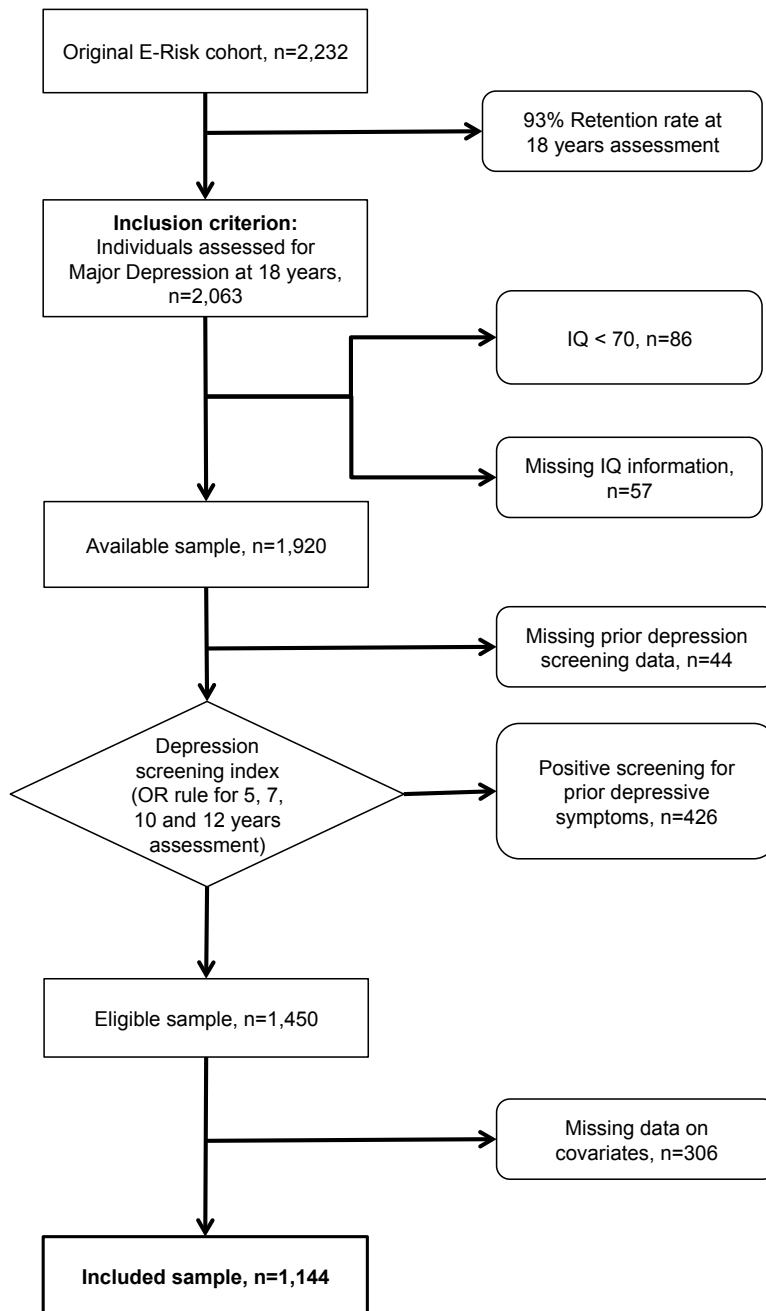 Original E-Risk cohort, n=2,232
93% Retention rate at
18 years assessment
Inclusion criterion:
Individuals assessed for
Major Depression at 18 years,
n=2,063
IQ < 70, n=86
Missing IQ information,
n=57
Available sample, n=1,920
Missing prior depression
screening data, n=44
Depression
screening index
(OR rule for 5, 7,
10 and 12 years
assessment)
Positive screening for
prior depressive
symptoms, n=426
Eligible sample, n=1,450
Missing data on
covariates, n=306
Included sample, n=1,144